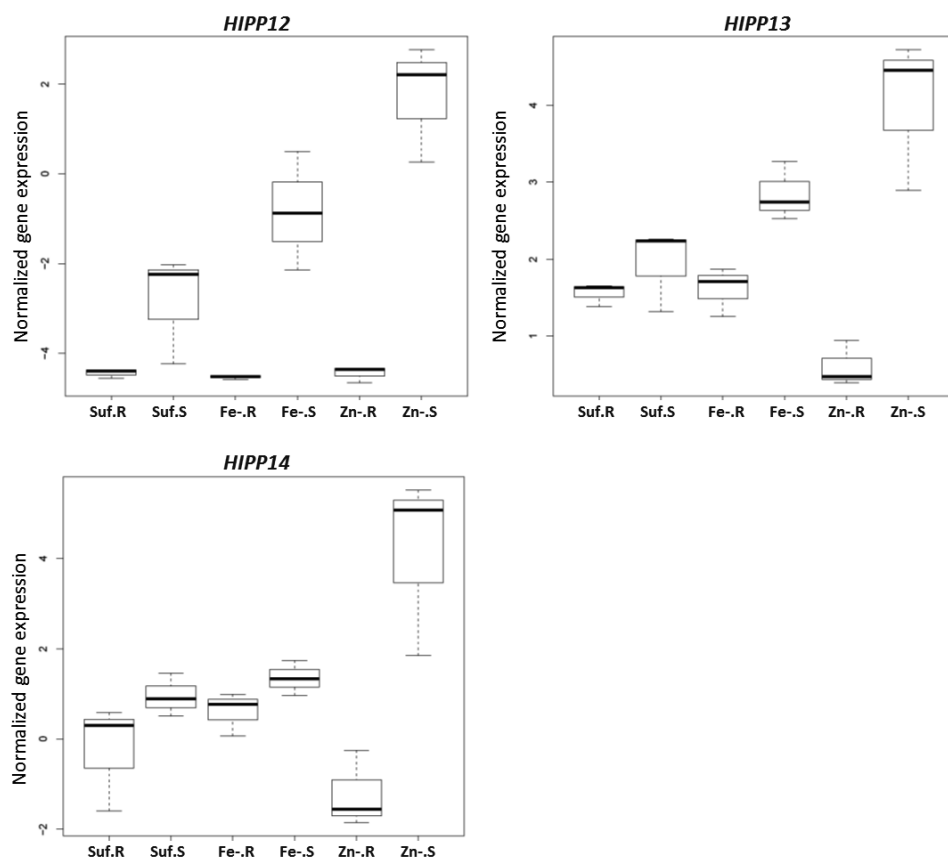 HIPP12
Normalized gene expression
2
0
-2
-4
Suf.R Suf.S Fe-.R Fe-.S Zn-.R Zn-.S
HIPP13
Normalized gene expression
4
3
2
1
Suf.R Suf.S Fe-.R Fe-.S Zn-.R Zn-.S
HIPP14
Normalized gene expression
4
2
0
-2
Suf.R Suf.S Fe-.R Fe-.S Zn-.R Zn-.S